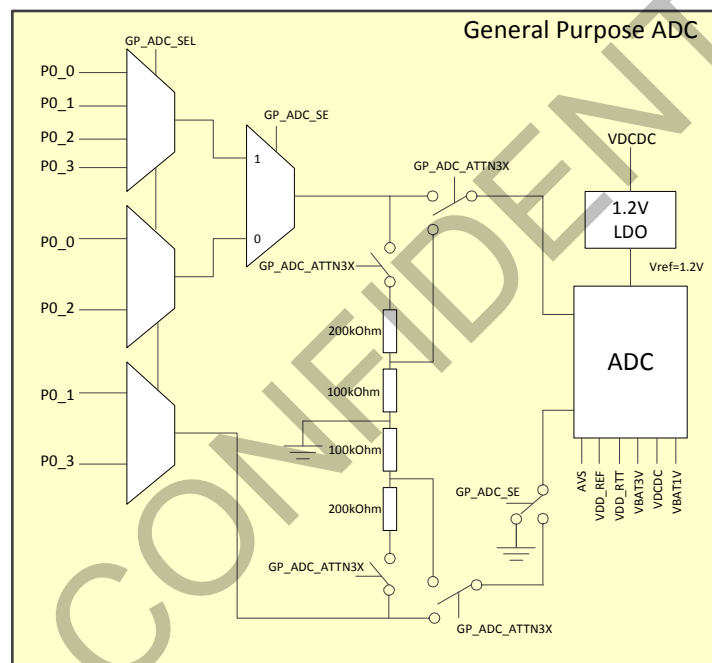 General Purpose ADC
GP_ADC_SEL
P0_0
P0_1
P0_2
P0_3
GP_ADC_SE
1
0
P0_0
P0_2
P0_1
P0_3
GP_ADC_ATTN3X
GP_ADC_ATTN3X
200kOhm
100kOhm
100kOhm
200kOhm
GP_ADC_ATTN3X
GP_ADC_ATTN3X
GP_ADC_SE
VDCDC
1.2V
LDO
Vref=1.2V
ADC
AVS
VDD_REF
VDD_RTT
VBAT3V
VDCDC
VBAT1V
CONFIDENT